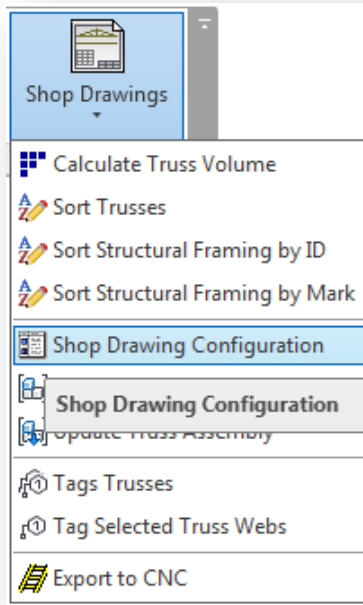 Shop Drawings
Calculate Truss Volume
Sort Trusses
Sort Structural Framing by ID
Sort Structural Framing by Mark
Shop Drawing Configuration
Shop Drawing Configuration
Update Truss Assembly
Tags Trusses
Tag Selected Truss Webs
Export to CNC